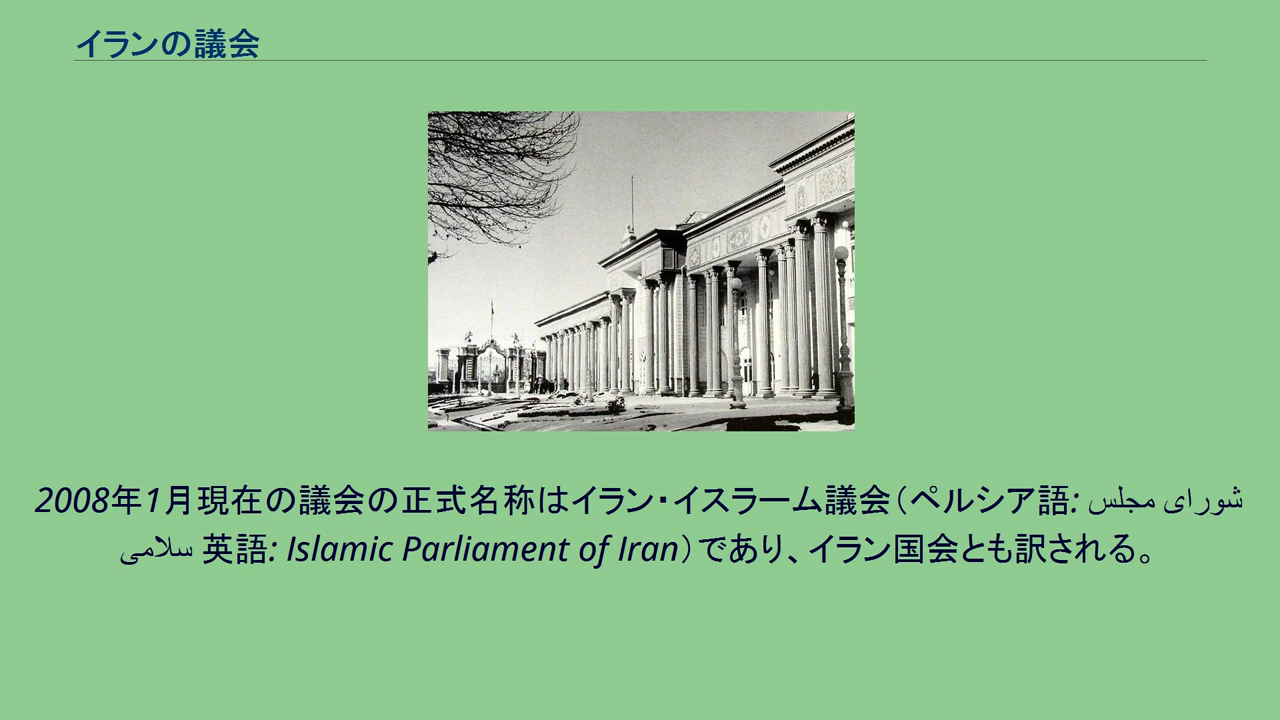 イランの議会
2008年1月現在の議会の正式名称はイラン・イスラーム議会（ペルシア語: شورای مجلس
سلامی 英語: Islamic Parliament of Iran）であり、イラン国会とも訳される。